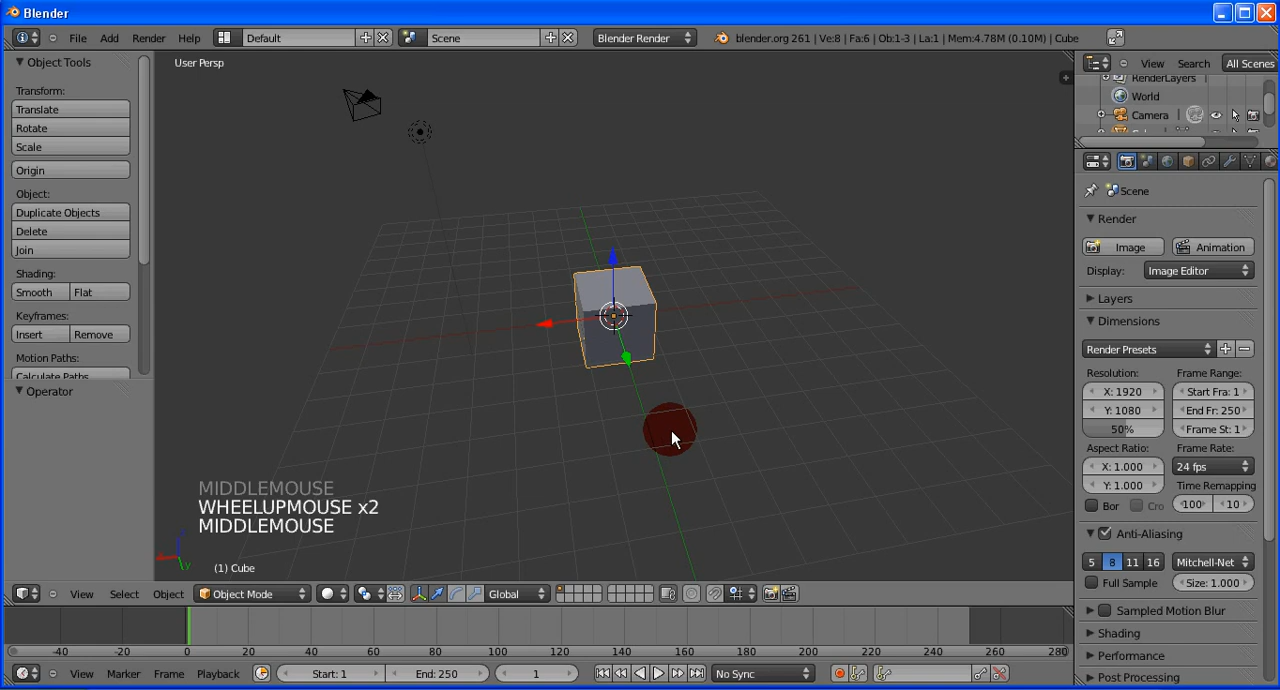 Blender
File Add Render Help Default Scene Blender Render blender.org 261 | Ve:8 | Fa:6 | Ob:1-3 | La:1 | Mem:4.78M (0.10M) | Cube
Object Tools
Transform:
Translate
Rotate
Scale
Origin
Object:
Duplicate Objects
Delete
Join
Shading:
Smooth Flat
Keyframes:
Insert Remove
Motion Paths:
Calculate Paths
Operator
User Persp
MIDDLEMOUSE
WHEELUPMOUSE x2
MIDDLEMOUSE
(1) Cube
View Search All Scenes
RenderLayers
World
Camera
Scene
Render
Image Animation
Display: Image Editor
Layers
Dimensions
Render Presets
Resolution: Frame Range:
X: 1920 Start Fra: 1
Y: 1080 End Fr: 250
50% Frame St: 1
Aspect Ratio: Frame Rate:
X: 1.000 24 fps
Y: 1.000 Time Remapping
Bor Cro 100 10
Anti-Aliasing
5 8 11 16 Mitchell-Net
Full Sample Size: 1.000
Sampled Motion Blur
Shading
Performance
Post Processing
View Select Object Object Mode Global
-40 -20 0 20 40 60 80 100 120 140 160 180 200 220 240 260 280
View Marker Frame Playback Start: 1 End: 250 1 No Sync